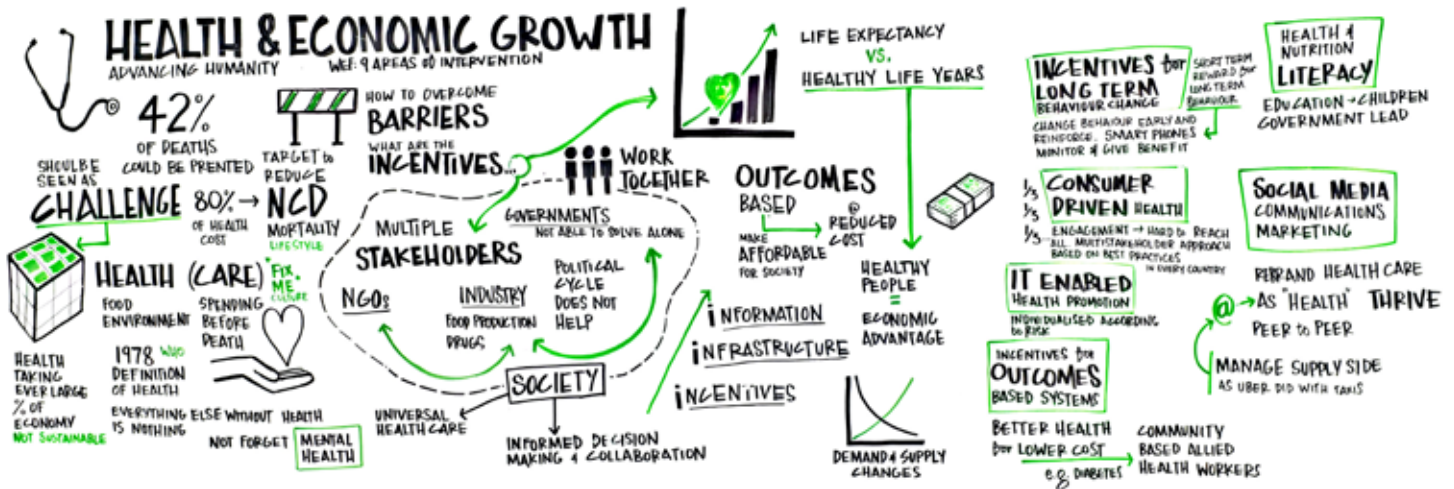 HEALTH & ECONOMIC GROWTH
ADVANCING HUMANITY
WEF: 9 AREAS OF INTERVENTION
42%
OF DEATHS
COULD BE PRENTED
SHOULD BE
SEEN AS
CHALLENGE
80%
OF HEALTH
COST
TARGET to
REDUCE
NCD
MORTALITY
LIFESTYLE
HOW TO OVERCOME
BARRIERS
WHAT ARE THE
INCENTIVES...
HEALTH (CARE)
"FIX
ME"
CULTURE
FOOD
ENVIRONMENT
SPENDING
BEFORE
DEATH
HEALTH
TAKING
EVER LARGE
% OF
ECONOMY
NOT SUSTAINABLE
1978 WHO
DEFINITION
OF HEALTH
EVERYTHING ELSE WITHOUT HEALTH
IS NOTHING
NOT FORGET
MENTAL
HEALTH
WORK
TOGETHER
MULTIPLE
STAKEHOLDERS
GOVERNMENTS
NOT ABLE TO SOLVE ALONE
NGOs
INDUSTRY
FOOD PRODUCTION
DRUGS
POLITICAL
CYCLE
DOES NOT
HELP
SOCIETY
UNIVERSAL
HEALTH CARE
INFORMED DECISION
MAKING & COLLABORATION
LIFE EXPECTANCY
VS.
HEALTHY LIFE YEARS
OUTCOMES
BASED
@
REDUCED
COST
MAKE
AFFORDABLE
FOR SOCIETY
HEALTHY
PEOPLE
=
ECONOMIC
ADVANTAGE
iNFORMATION
iNFRASTRUCTURE
iNCENTIVES
DEMAND & SUPPLY
CHANGES
INCENTIVES for
LONG TERM
BEHAVIOUR CHANGE
SHORT TERM
REWARD for
LONG TERM
BEHAVIOUR
CHANGE BEHAIOUR EARLY AND
REINFORCE. SMART PHONES
MONITOR & GIVE BENEFIT
HEALTH &
NUTRITION
LITERACY
EDUCATION → CHILDREN
GOVERNMENT LEAD
1/3
1/3
1/3
CONSUMER
DRIVEN HEALTH
ENGAGEMENT → HARD to REACH
ALL. MULTISTAKEHOLDER APPROACH
BASED ON BEST PRACTICES
IN EVERY COUNTRY
SOCIAL MEDIA
COMMUNICATIONS
MARKETING
IT ENABLED
HEALTH PROMOTION
INDIVIDUALISED ACCORDING
to RISK
REBRAND HEALTH CARE
@ → AS "HEALTH" THRIVE
PEER to PEER
MANAGE SUPPLY SIDE
AS UBER DID WITH TAXIS
INCENTIVES for
OUTCOMES
BASED SYSTEMS
BETTER HEALTH
for LOWER COST
e.g. DIABETES
COMMUNITY
BASED ALLIED
HEALTH WORKERS